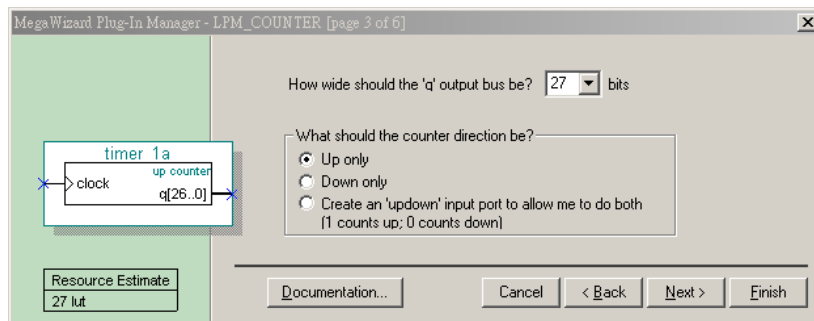 MegaWizard Plug-In Manager - LPM_COUNTER [page 3 of 6]
How wide should the 'q' output bus be? 27 bits
What should the counter direction be?
Up only
Down only
Create an 'updown' input port to allow me to do both
(1 counts up; 0 counts down)
timer_1a
up counter
clock
q[26..0]
Resource Estimate
27 lut
Documentation... Cancel < Back Next > Finish